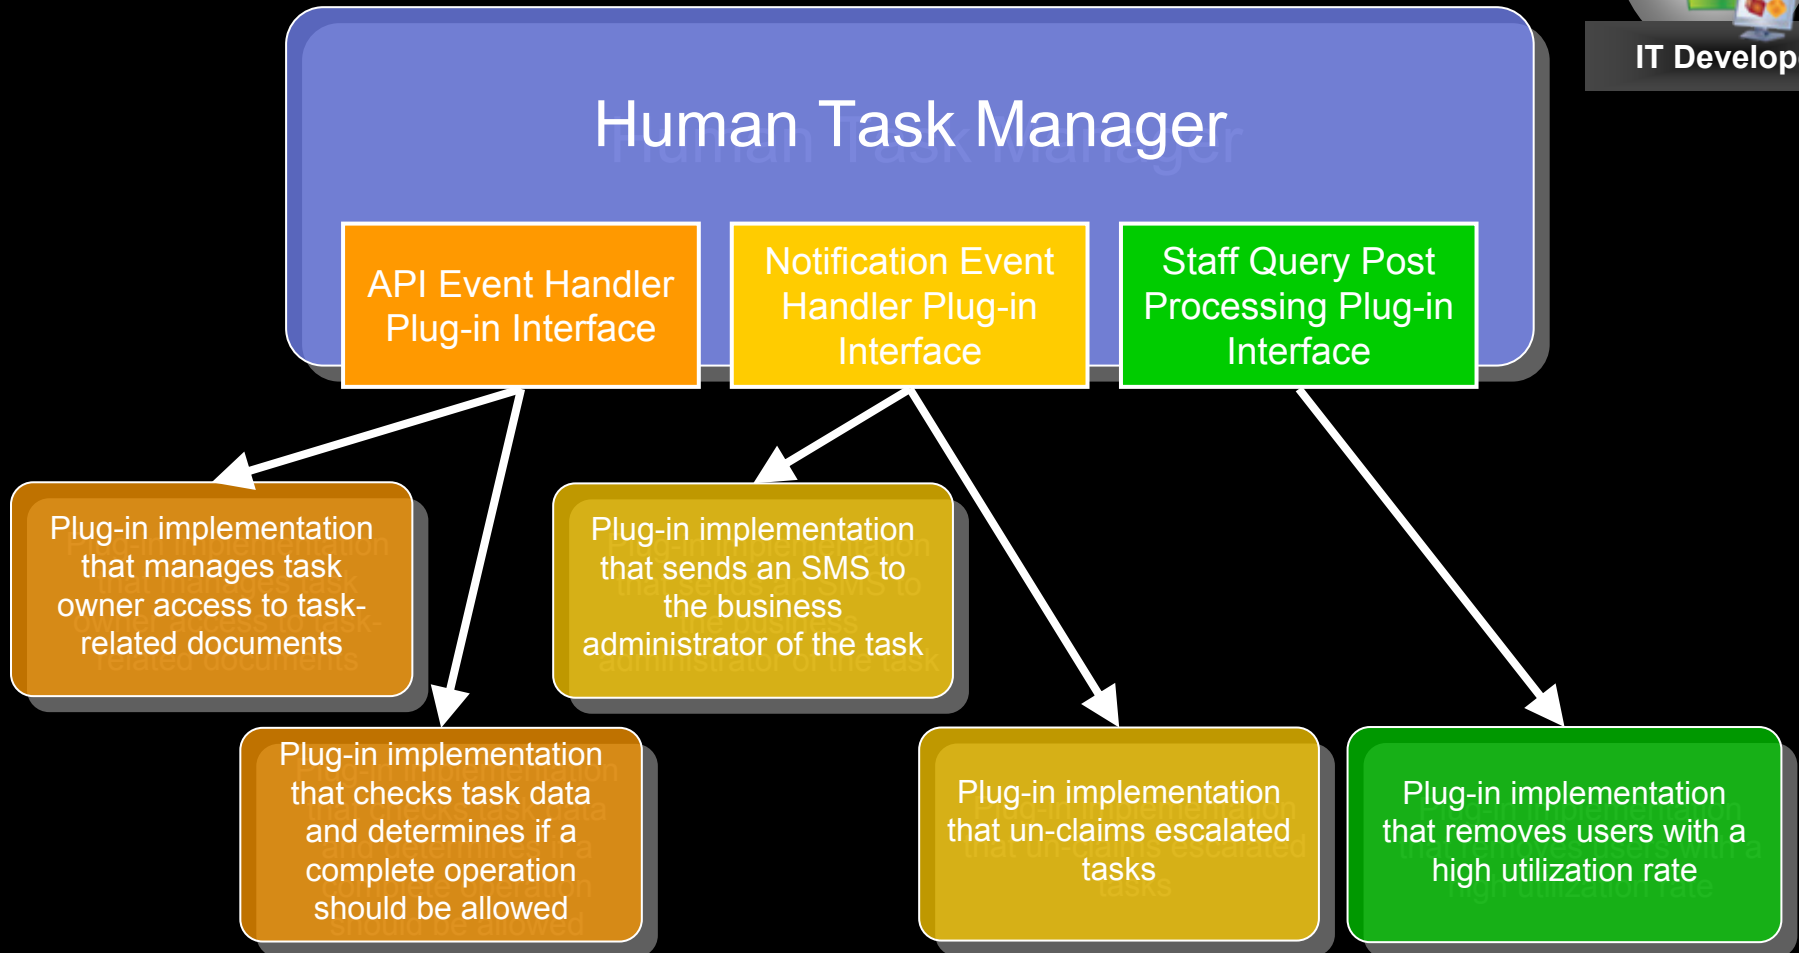 IT Develop
Human Task Manager
API Event Handler
Plug-in Interface
Notification Event
Handler Plug-in
Interface
Staff Query Post
Processing Plug-in
Interface
Plug-in implementation
that manages task
owner access to task-
related documents
Plug-in implementation
that sends an SMS to
the business
administrator of the task
Plug-in implementation
that checks task data
and determines if a
complete operation
should be allowed
Plug-in implementation
that un-claims escalated
tasks
Plug-in implementation
that removes users with a
high utilization rate